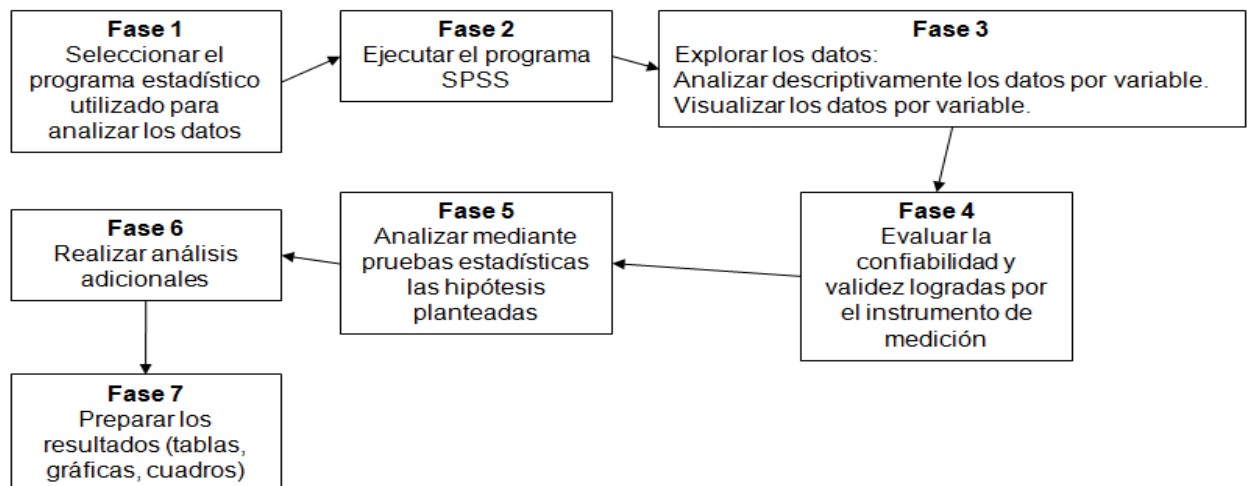 Fase 1
Seleccionar el
programa estadístico
utilizado para
analizar los datos
Fase 2
Ejecutar el programa
SPSS
Fase 3
Explorar los datos:
Analizar descriptivamente los datos por variable.
Visualizar los datos por variable.
Fase 4
Evaluar la
confiabilidad y
validez logradas por
el instrumento de
medición
Fase 5
Analizar mediante
pruebas estadísticas
las hipótesis
planteadas
Fase 6
Realizar análisis
adicionales
Fase 7
Preparar los
resultados (tablas,
gráficas, cuadros)